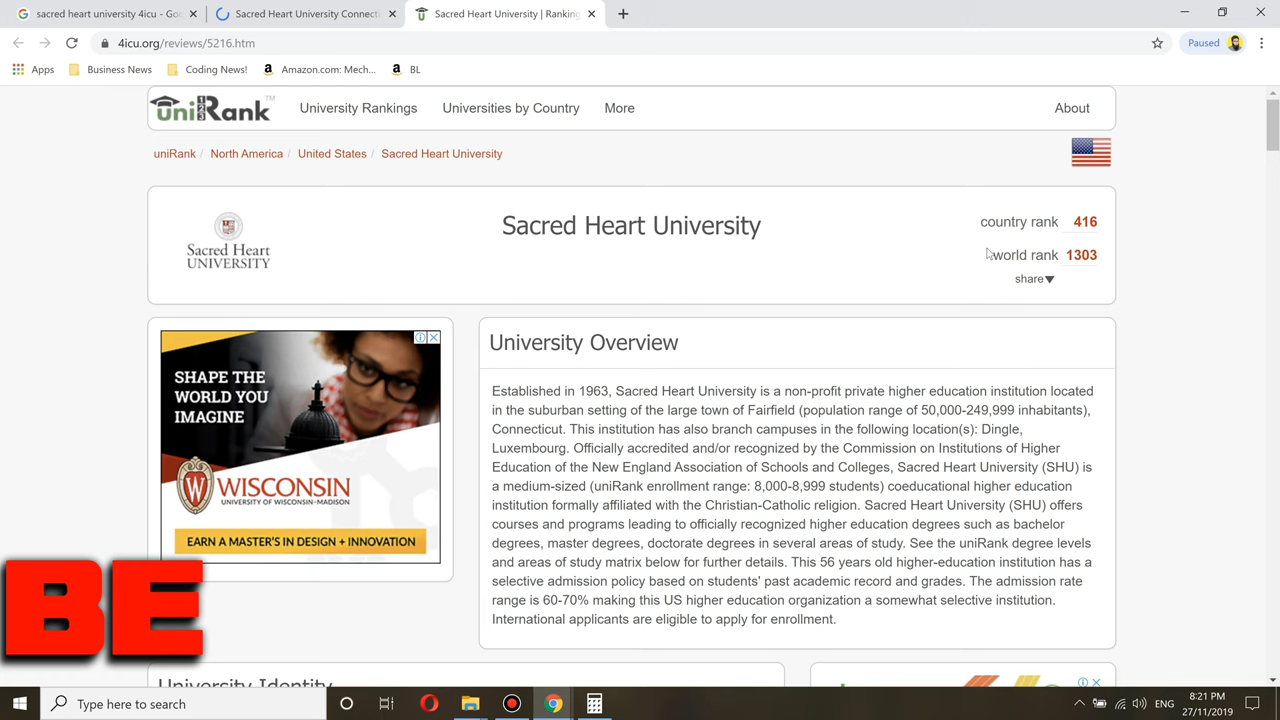 sacred heart university 4icu - Goo
Sacred Heart University Connecti
Sacred Heart University | Ranking
4icu.org/reviews/5216.htm
Paused
Apps
Business News
Coding News!
Amazon.com: Mech...
BL
uniRank™
University Rankings
Universities by Country
More
About
uniRank / North America / United States / Sacred Heart University
Sacred Heart
UNIVERSITY
Sacred Heart University
country rank 416
world rank 1303
share▼
SHAPE THE
WORLD YOU
IMAGINE
WISCONSIN
UNIVERSITY OF WISCONSIN-MADISON
EARN A MASTER'S IN DESIGN + INNOVATION
University Overview
Established in 1963, Sacred Heart University is a non-profit private higher education institution located
in the suburban setting of the large town of Fairfield (population range of 50,000-249,999 inhabitants),
Connecticut. This institution has also branch campuses in the following location(s): Dingle,
Luxembourg. Officially accredited and/or recognized by the Commission on Institutions of Higher
Education of the New England Association of Schools and Colleges, Sacred Heart University (SHU) is
a medium-sized (uniRank enrollment range: 8,000-8,999 students) coeducational higher education
institution formally affiliated with the Christian-Catholic religion. Sacred Heart University (SHU) offers
courses and programs leading to officially recognized higher education degrees such as bachelor
degrees, master degrees, doctorate degrees in several areas of study. See the uniRank degree levels
and areas of study matrix below for further details. This 56 years old higher-education institution has a
selective admission policy based on students' past academic record and grades. The admission rate
range is 60-70% making this US higher education organization a somewhat selective institution.
International applicants are eligible to apply for enrollment.
BE
University Identity
Type here to search
ENG
8:21 PM
27/11/2019